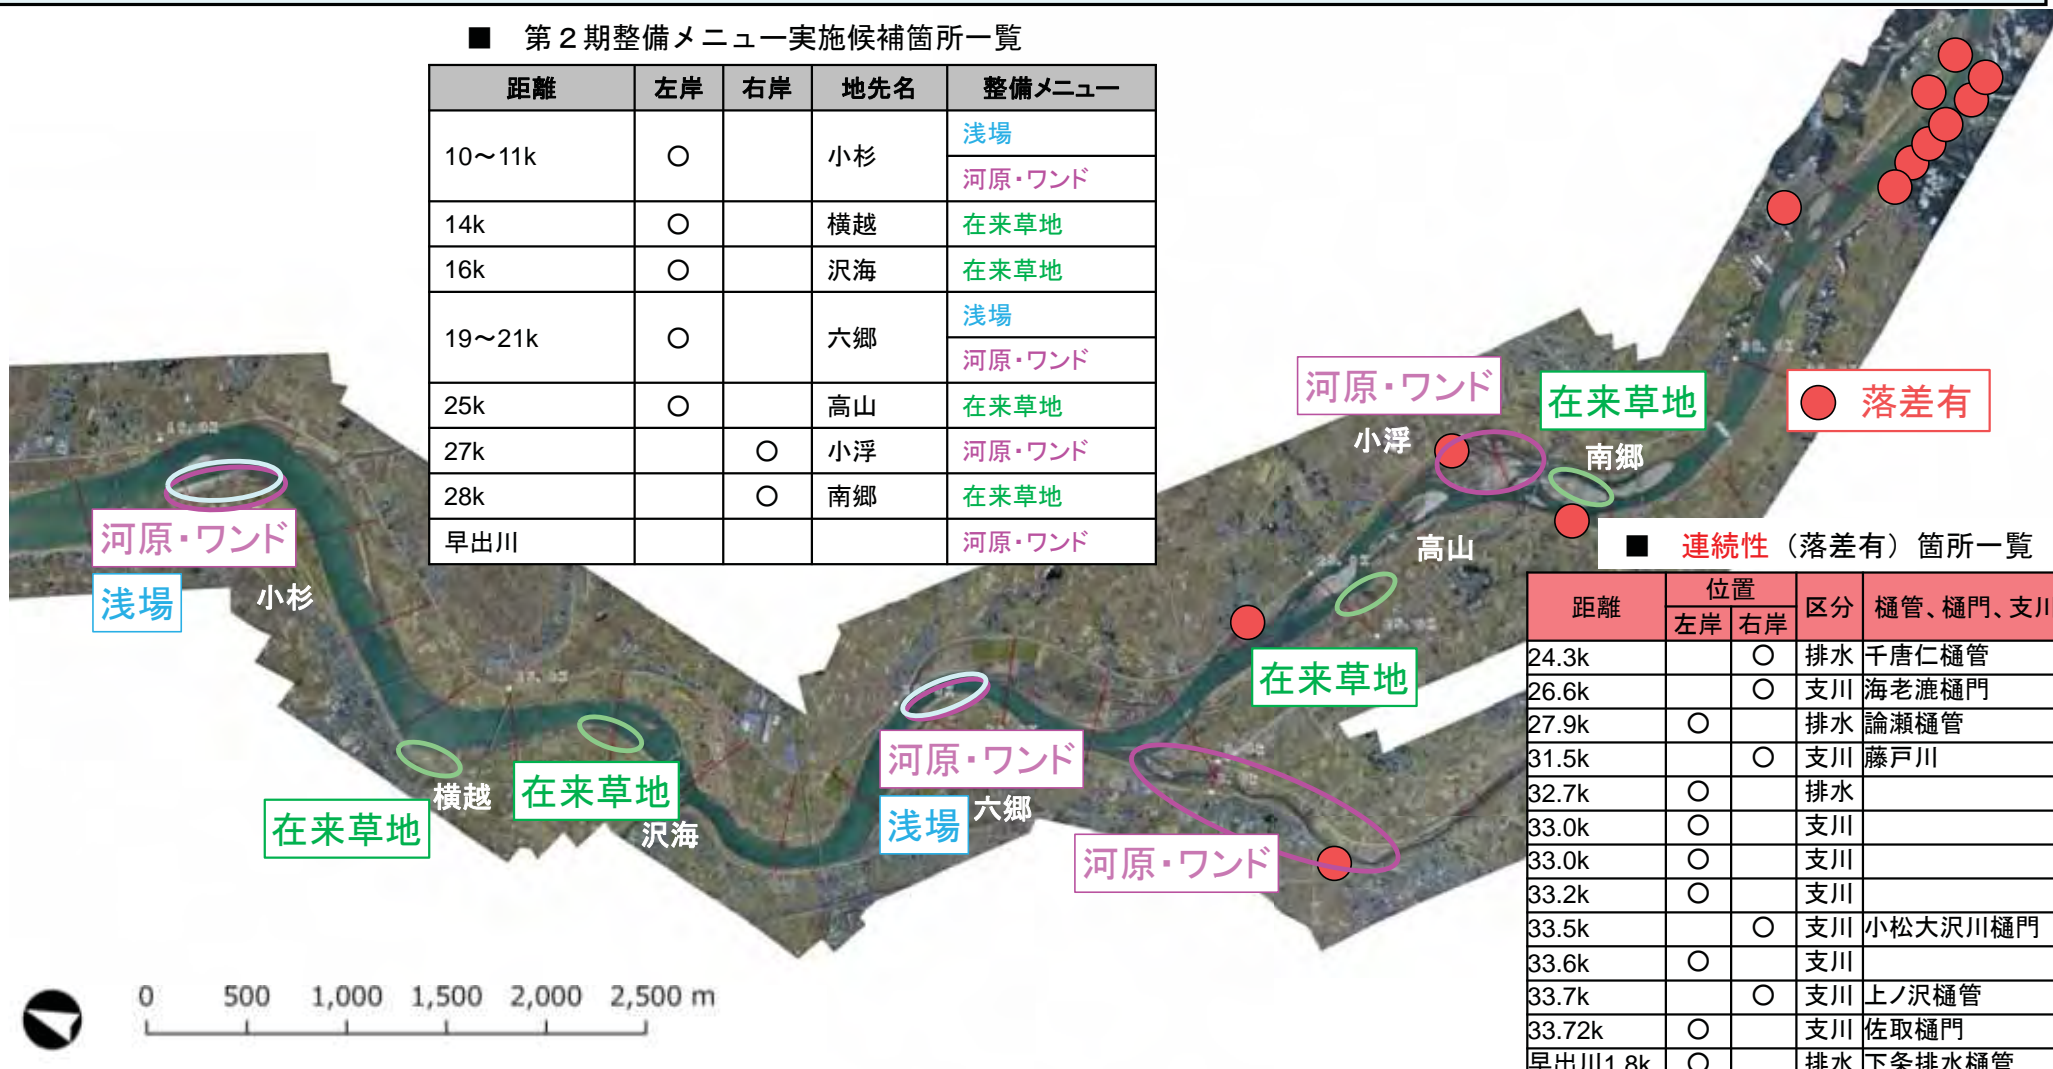 ■ 第2期整備メニュー実施候補箇所一覧
距離 左岸 右岸 地先名 整備メニュー
10～11k ○ 小杉 浅場
河原・ワンド
14k ○ 横越 在来草地
16k ○ 沢海 在来草地
19～21k ○ 六郷 浅場
河原・ワンド
25k ○ 高山 在来草地
27k ○ 小浮 河原・ワンド
28k ○ 南郷 在来草地
早出川 河原・ワンド
河原・ワンド
小浮
在来草地
南郷
落差有
河原・ワンド
浅場
小杉
高山
在来草地
在来草地
横越
在来草地
沢海
河原・ワンド
浅場
六郷
河原・ワンド
■ 連続性（落差有）箇所一覧
距離 位置 区分 樋管、樋門、支川
左岸 右岸
24.3k ○ 排水 千唐仁樋管
26.6k ○ 支川 海老漉樋門
27.9k ○ 排水 論瀬樋管
31.5k ○ 支川 藤戸川
32.7k ○ 排水
33.0k ○ 支川
33.0k ○ 支川
33.2k ○ 支川
33.5k ○ 支川 小松大沢川樋門
33.6k ○ 支川
33.7k ○ 支川 上ノ沢樋管
33.72k ○ 支川 佐取樋門
早出川1.8k ○ 排水 下条排水樋管
0 500 1,000 1,500 2,000 2,500 m